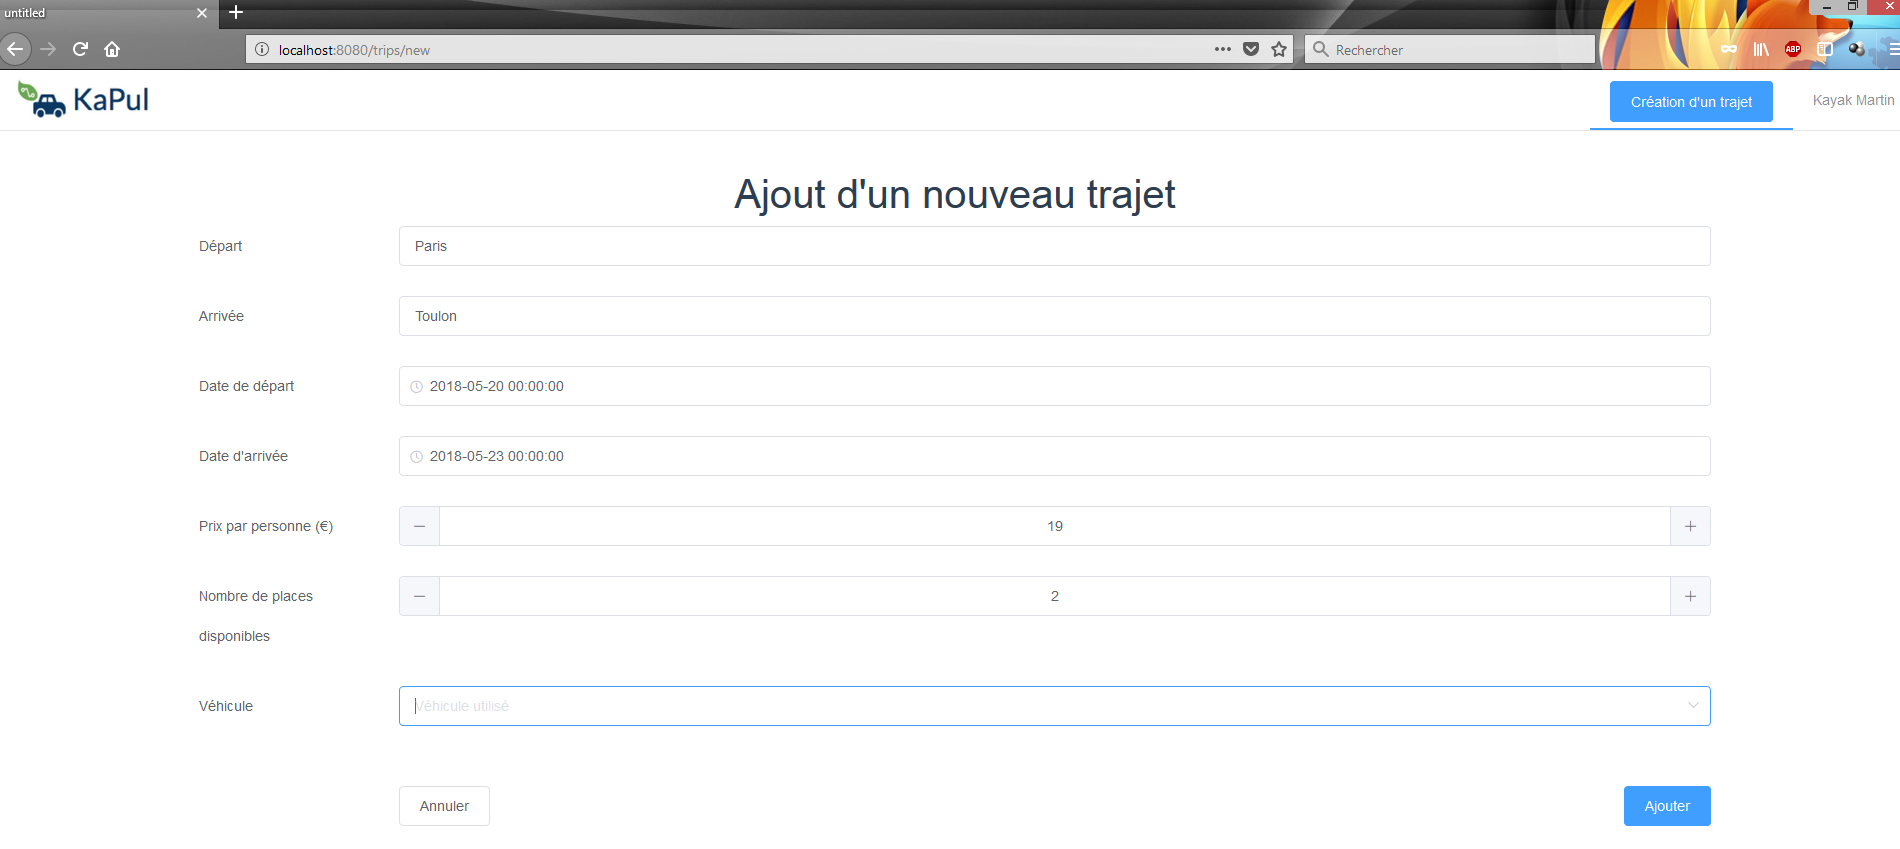 untitled
localhost:8080/trips/new
Rechercher
ABP
KaPul
Création d'un trajet
Kayak Martin
Ajout d'un nouveau trajet
Départ
Paris
Arrivée
Toulon
Date de départ
2018-05-20 00:00:00
Date d'arrivée
2018-05-23 00:00:00
Prix par personne (€)
19
Nombre de places
disponibles
2
Véhicule
Véhicule utilisé
Annuler
Ajouter